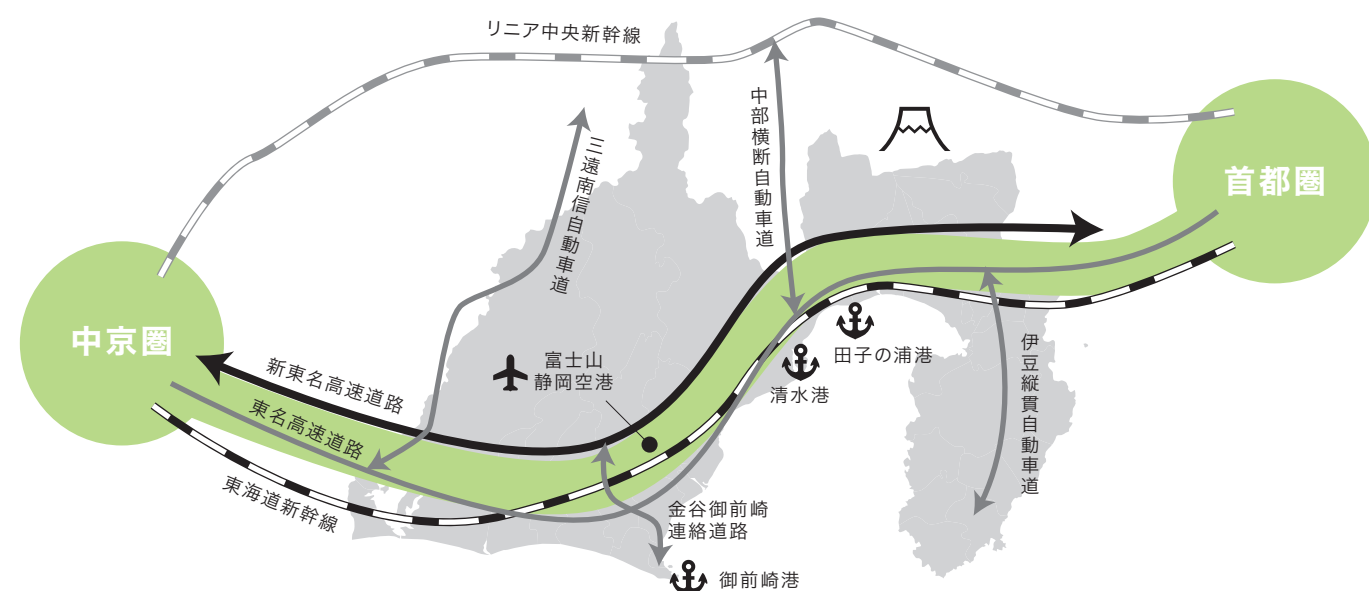 リニア中央新幹線
中部横断自動車道
三遠南信自動車道
首都圏
中京圏
富士山
静岡空港
田子の浦港
清水港
伊豆縦貫自動車道
新東名高速道路
東名高速道路
東海道新幹線
金谷御前崎
連絡道路
御前崎港